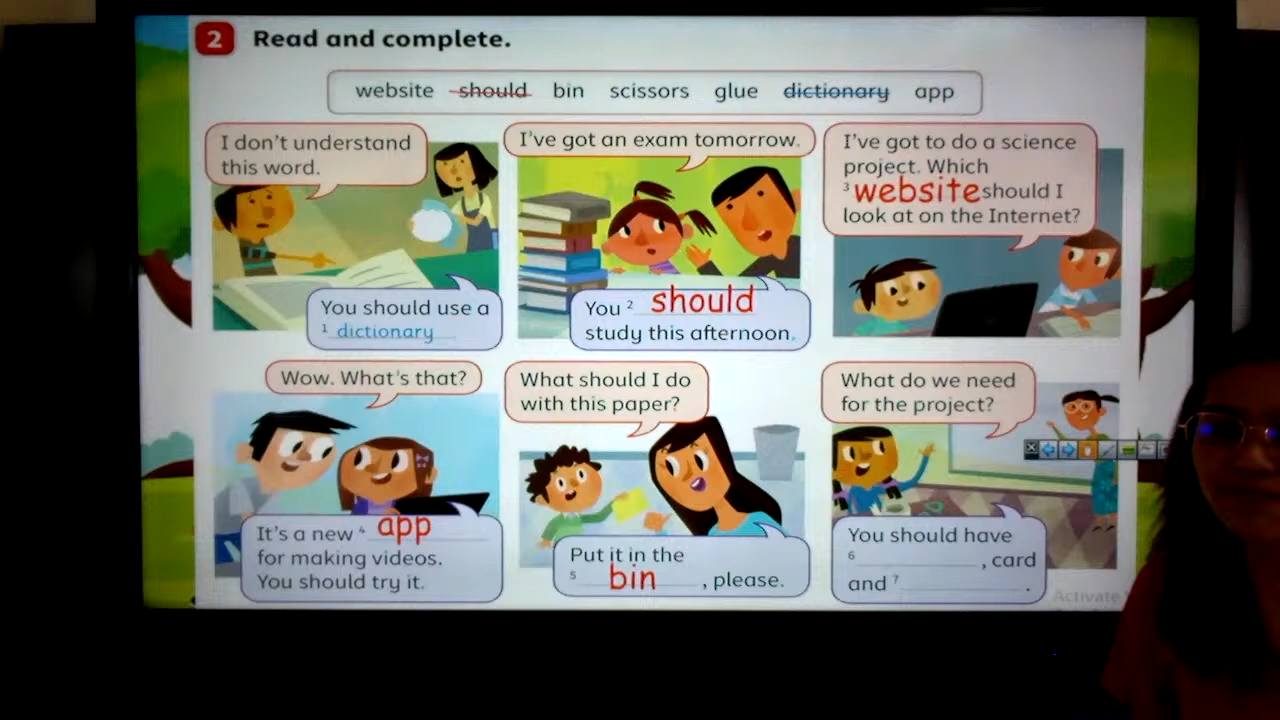 2 Read and complete.
website should bin scissors glue dictionary app
I don't understand
this word.
You should use a
1 dictionary
I've got an exam tomorrow.
You 2 should
study this afternoon.
I've got to do a science
project. Which
3 website should I
look at on the Internet?
Wow. What's that?
It's a new 4 app
for making videos.
You should try it.
What should I do
with this paper?
Put it in the
5 bin, please.
What do we need
for the project?
You should have
6 , card
and 7 .
Activate